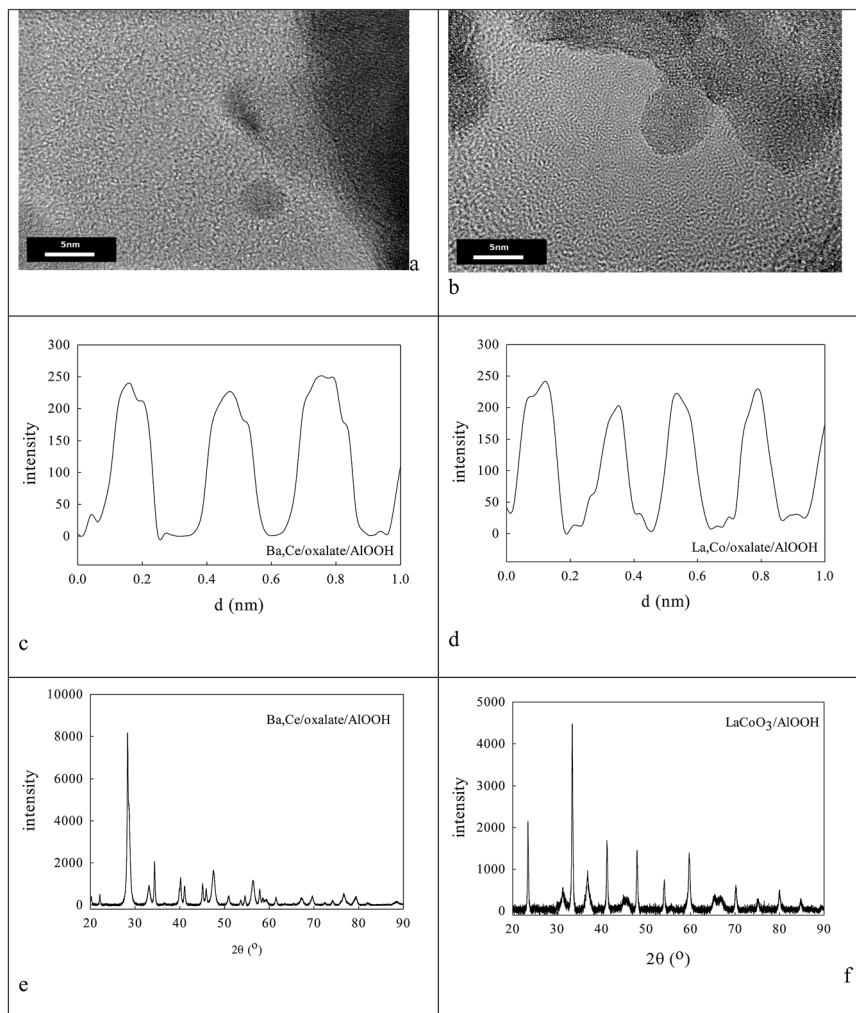 5nm
a
5nm
b
300
250
200
150
100
50
0
intensity
Ba,Ce/oxalate/AlOOH
0.0 0.2 0.4 0.6 0.8 1.0
d (nm)
c
300
250
200
150
100
50
0
intensity
La,Co/oxalate/AlOOH
0.0 0.2 0.4 0.6 0.8 1.0
d (nm)
d
10000
8000
6000
4000
2000
0
intensity
Ba,Ce/oxalate/AlOOH
20 30 40 50 60 70 80 90
2θ (º)
e
5000
4000
3000
2000
1000
0
intensity
LaCoO3/AlOOH
20 30 40 50 60 70 80 90
2θ (º)
f